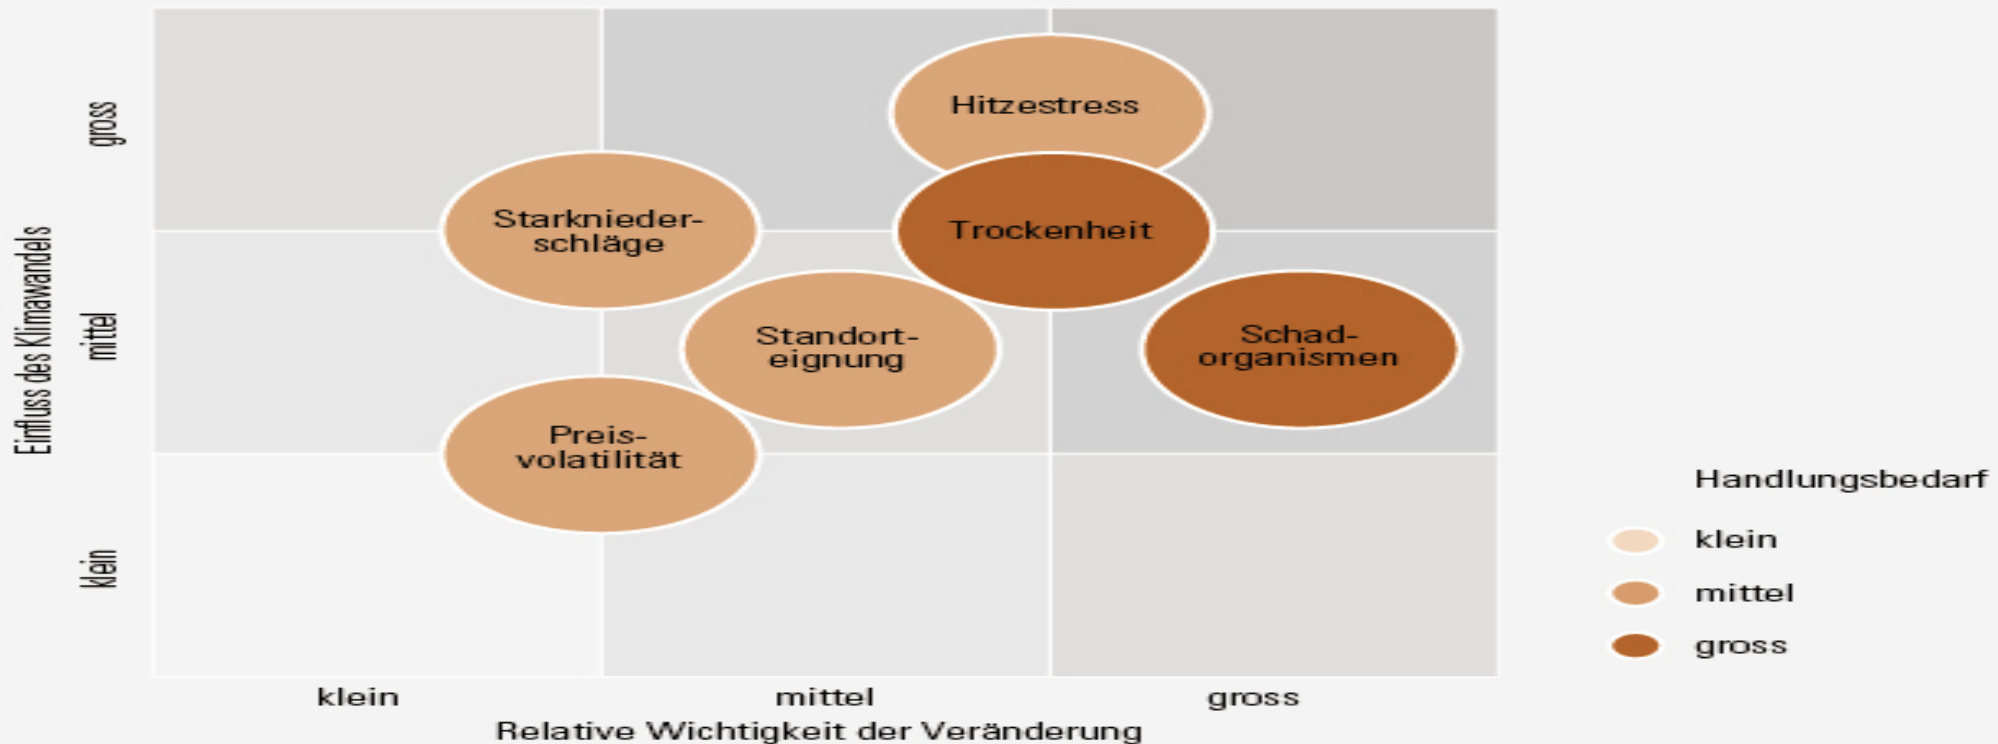 Einfluss des Klimawandels
gross
mittel
klein
Hitzestress
Starknieder-
schläge
Trockenheit
Standort-
eignung
Schad-
organismen
Preis-
volatilität
Handlungsbedarf
klein
mittel
gross
klein
mittel
gross
Relative Wichtigkeit der Veränderung